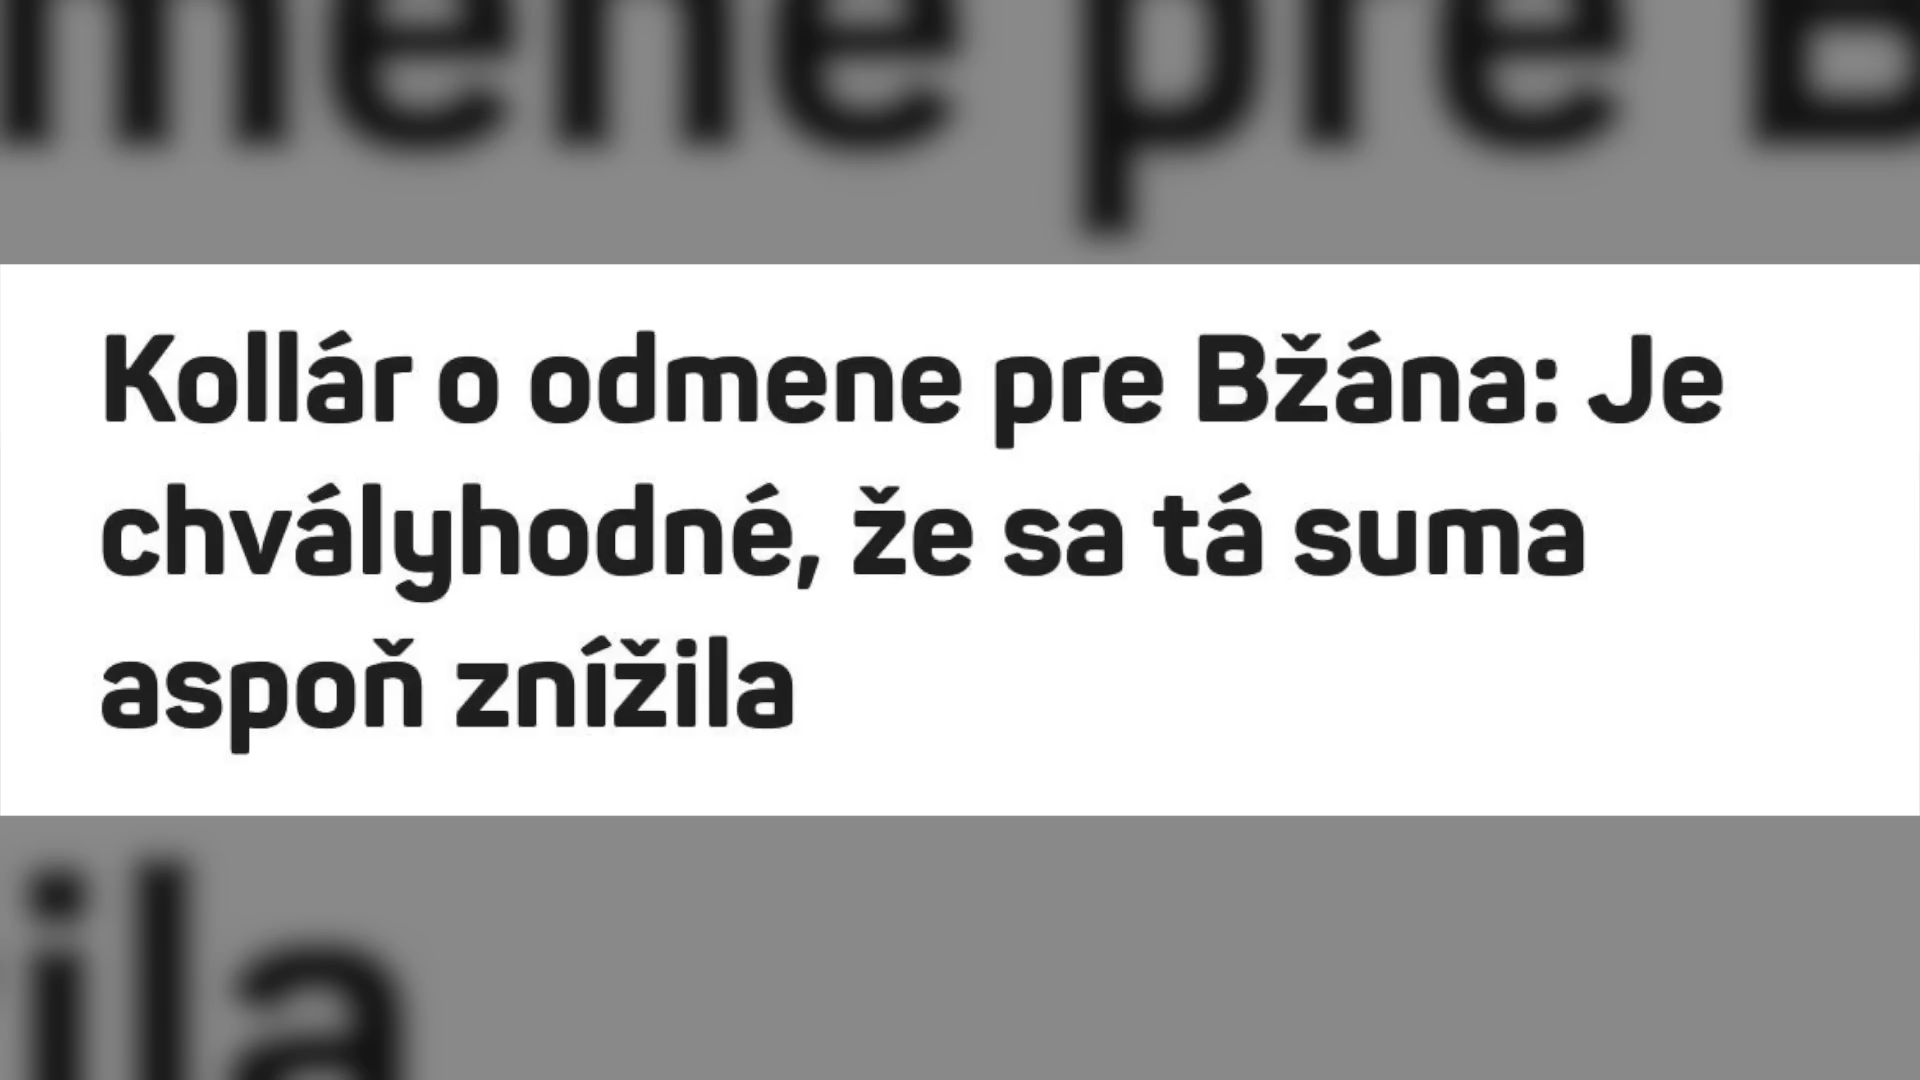 mene pre B
Kollár o odmene pre Bžána: Je
chvályhodné, že sa tá suma
aspoň znížila
ila